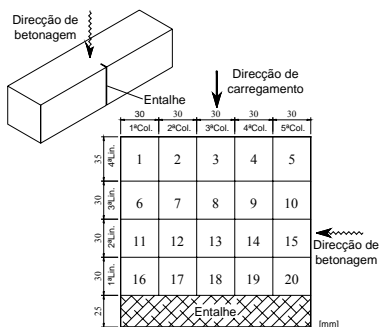 Direcção de
betonagem
Entalhe
Direcção de
carregamento
30 30 30 30 30
1ªCol. 2ªCol. 3ªCol. 4ªCol. 5ªCol.
35 4ªLin. 1 2 3 4 5
30 3ªLin. 6 7 8 9 10
30 2ªLin. 11 12 13 14 15
Direcção de
betonagem
30 1ªLin. 16 17 18 19 20
25 Entalhe
[mm]